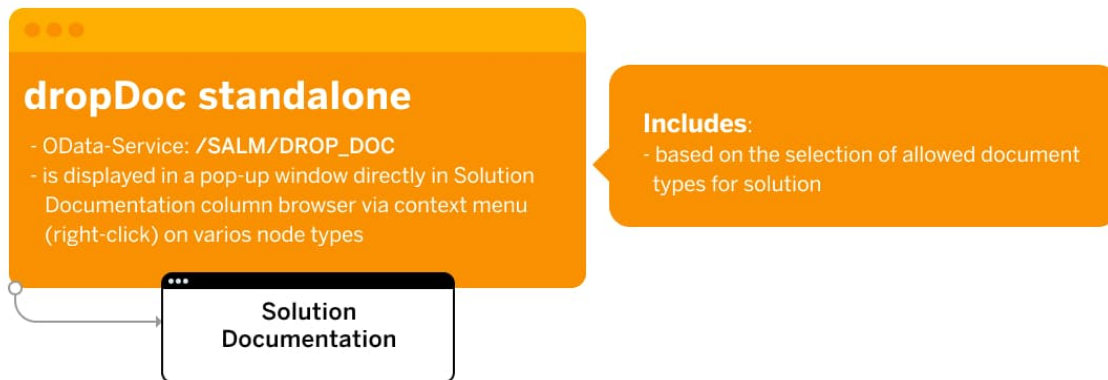 dropDoc standalone
- OData-Service: /SALM/DROP_DOC
- is displayed in a pop-up window directly in Solution
Documentation column browser via context menu
(right-click) on varios node types
Includes:
- based on the selection of allowed document
types for solution
Solution
Documentation